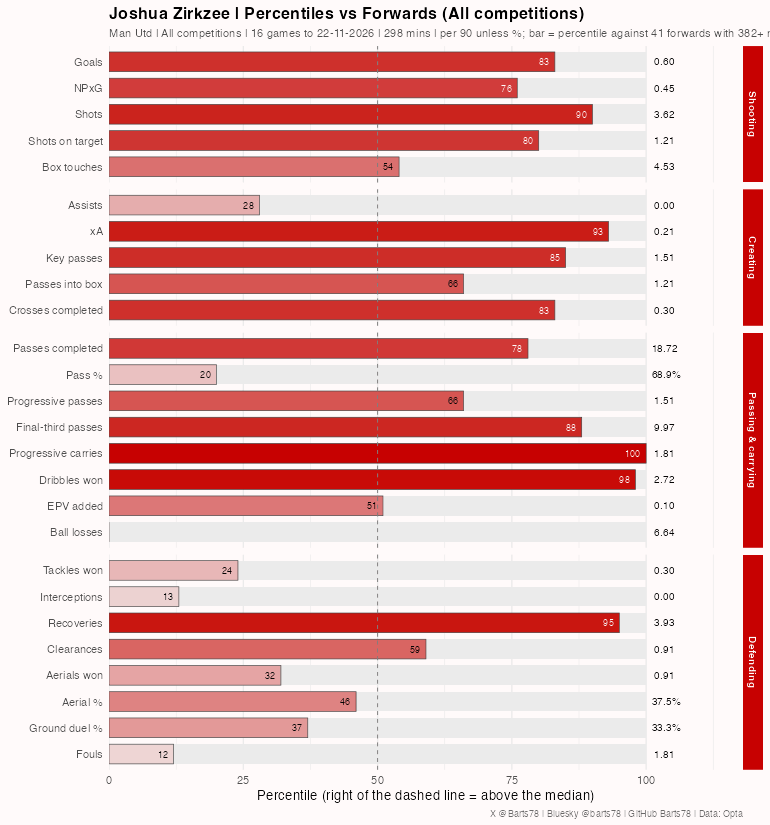 Joshua Zirkzee | Percentiles vs Forwards (All competitions)
Man Utd | All competitions | 16 games to 22-11-2026 | 298 mins | per 90 unless %; bar = percentile against 41 forwards with 382+
Goals 83 0.60
NPxG 76 0.45
Shots 90 3.62
Shots on target 80 1.21
Box touches 54 4.53
Shooting
Assists 28 0.00
xA 93 0.21
Key passes 85 1.51
Passes into box 66 1.21
Crosses completed 83 0.30
Creating
Passes completed 78 18.72
Pass % 20 68.9%
Progressive passes 66 1.51
Final-third passes 88 9.97
Progressive carries 100 1.81
Dribbles won 98 2.72
EPV added 51 0.10
Ball losses 6.64
Passing & carrying
Tackles won 24 0.30
Interceptions 13 0.00
Recoveries 95 3.93
Clearances 59 0.91
Aerials won 32 0.91
Aerial % 46 37.5%
Ground duel % 37 33.3%
Fouls 12 1.81
Defending
0 25 50 75 100
Percentile (right of the dashed line = above the median)
X @Barts78 | Bluesky @barts78 | GitHub Barts78 | Data: Opta